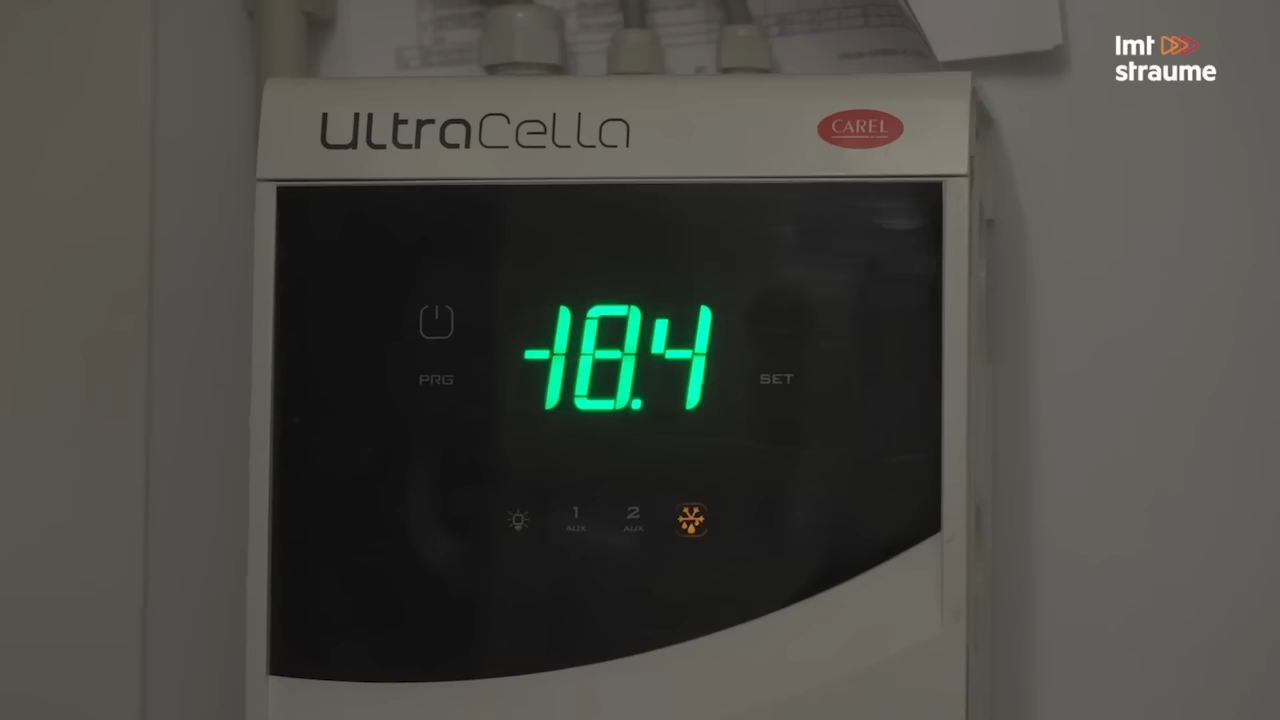 lmt
straume
UltraCella
CAREL
-18.4
PRG
SET
1
AUX
2
AUX